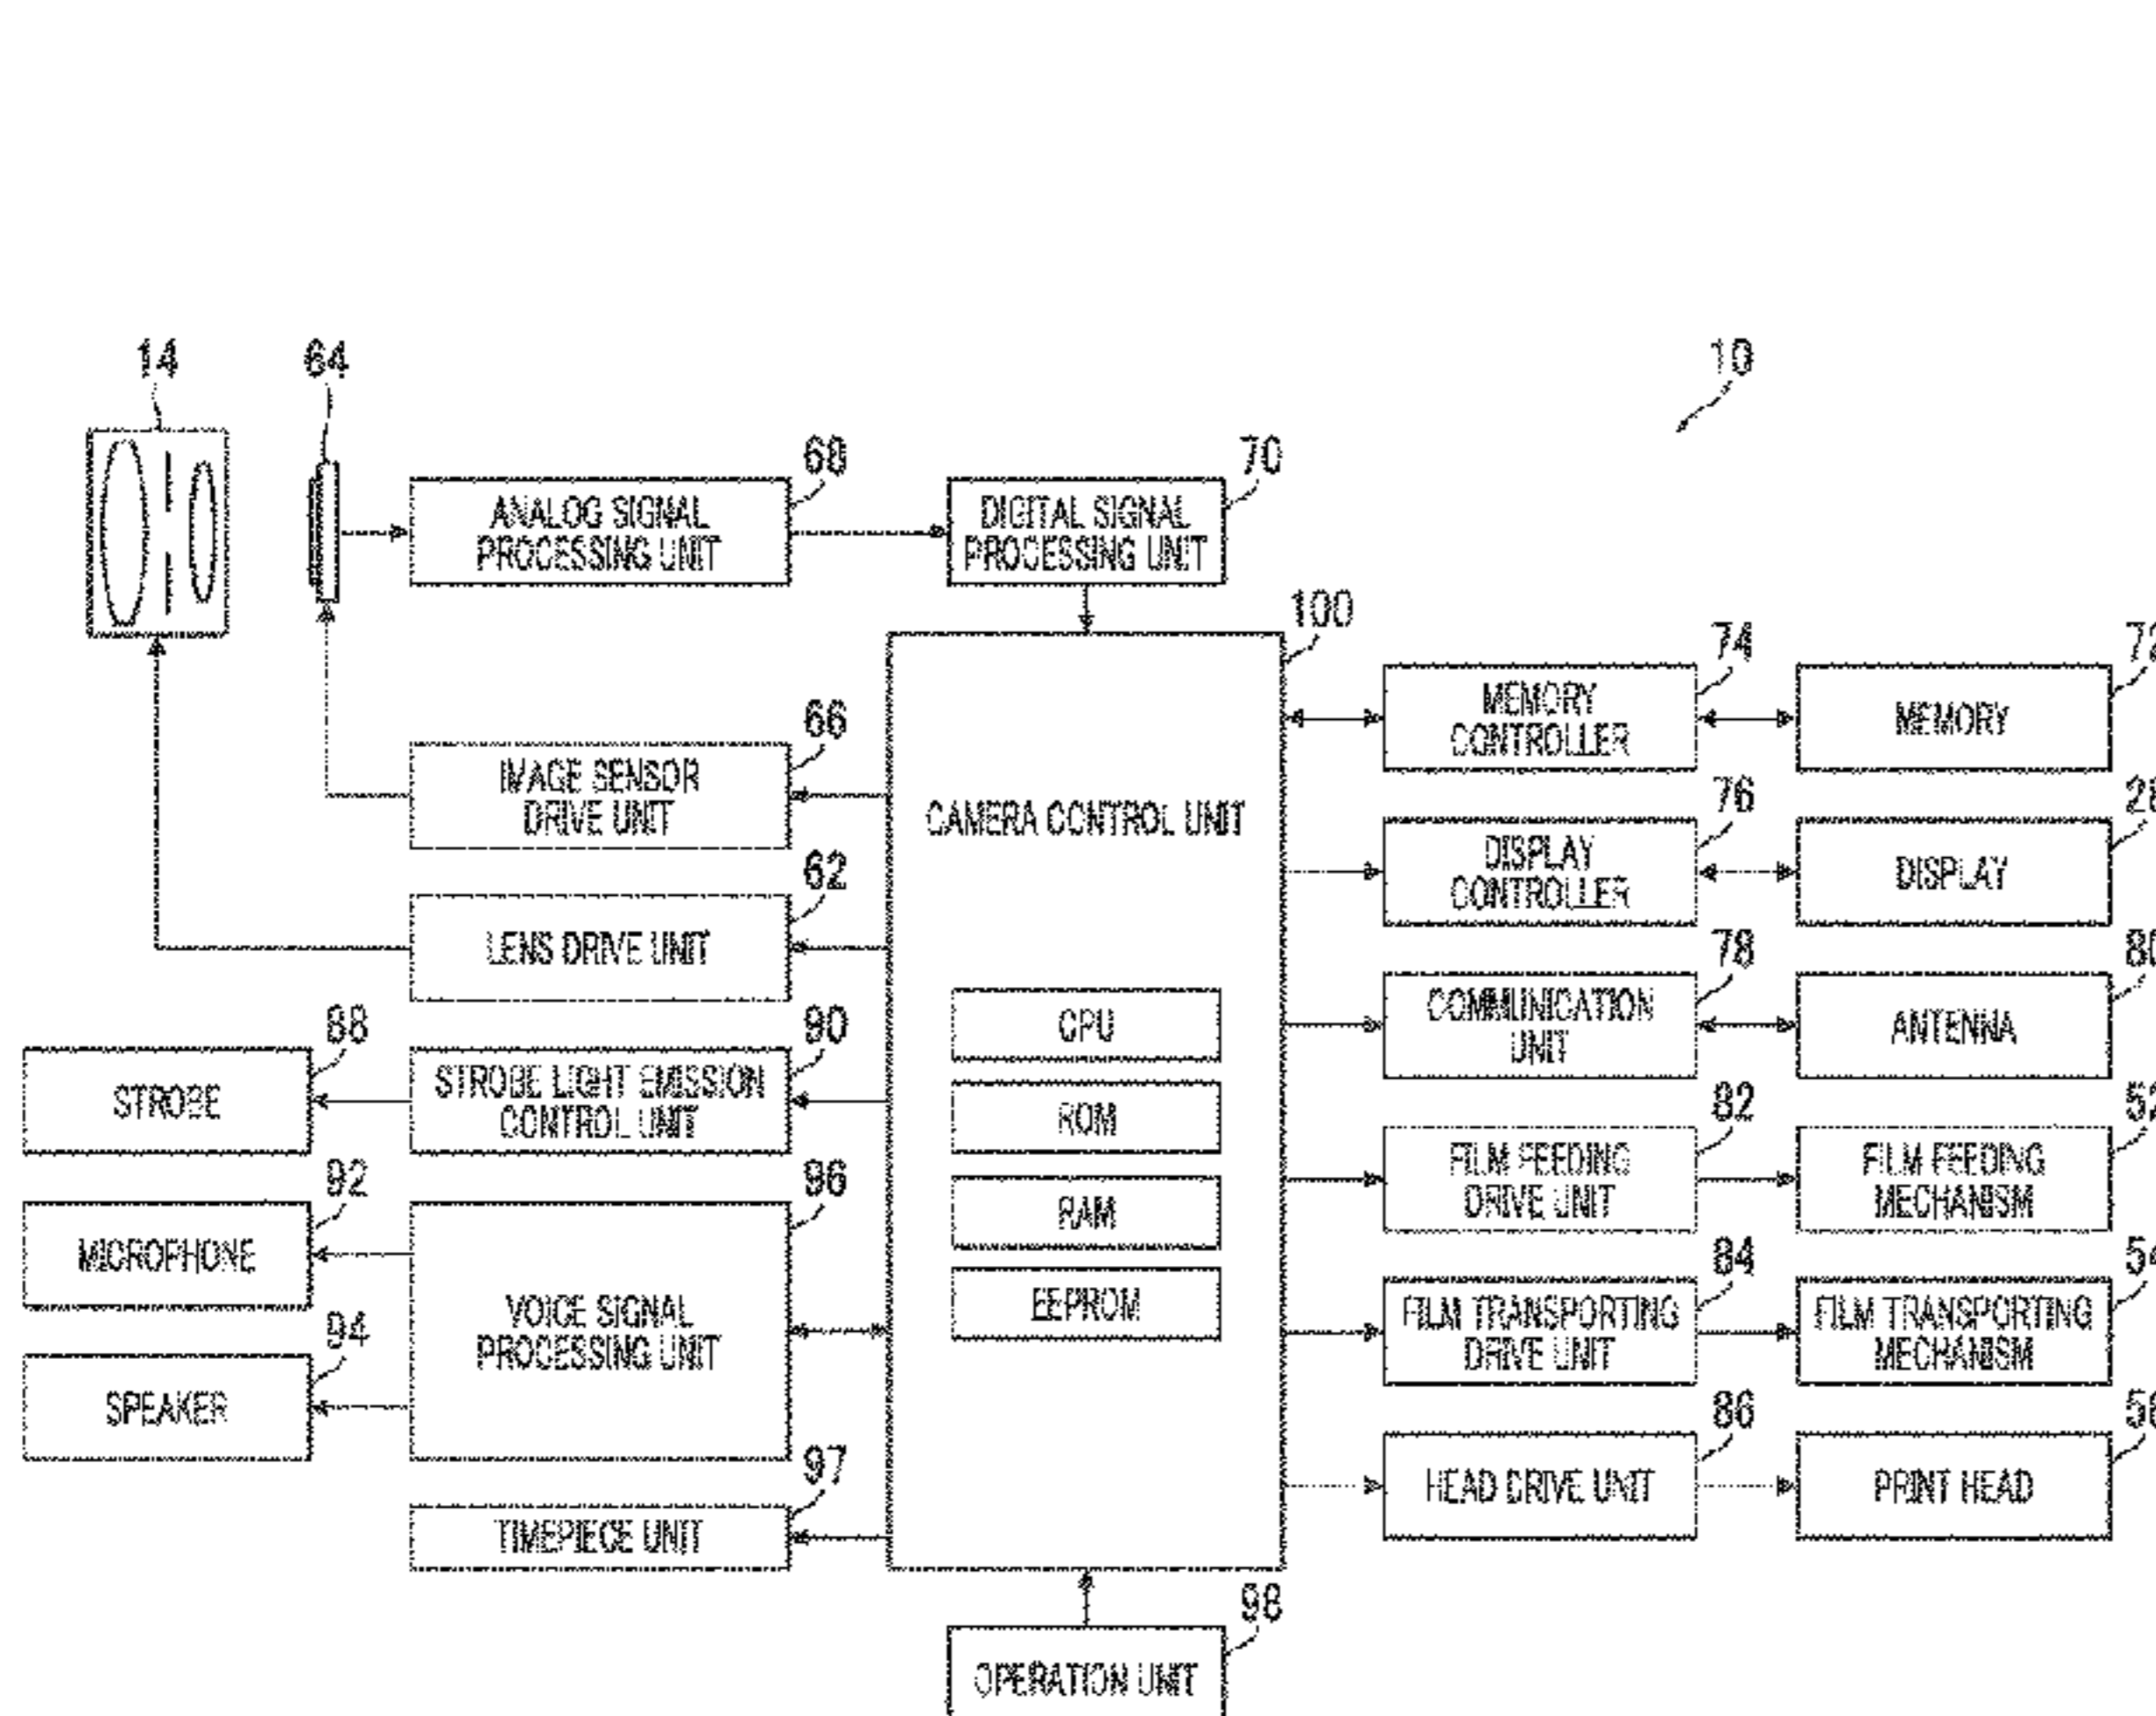 14
64
10
68
70
ANALOG SIGNAL
PROCESSING UNIT
DIGITAL SIGNAL
PROCESSING UNIT
100
74
MEMORY
CONTROLLER
MEMORY
66
IMAGE SENSOR
DRIVE UNIT
CAMERA CONTROL UNIT
76
DISPLAY
CONTROLLER
DISPLAY
62
LENS DRIVE UNIT
78
COMMUNICATION
UNIT
80
ANTENNA
CPU
ROM
RAM
EEPROM
88
STROBE
90
STROBE LIGHT EMISSION
CONTROL UNIT
82
FILM FEEDING
DRIVE UNIT
FILM FEEDING
MECHANISM
92
MICROPHONE
96
VOICE SIGNAL
PROCESSING UNIT
84
FILM TRANSPORTING
DRIVE UNIT
54
FILM TRANSPORTING
MECHANISM
94
SPEAKER
86
HEAD DRIVE UNIT
PRINT HEAD
97
TIMEPIECE UNIT
98
OPERATION UNIT